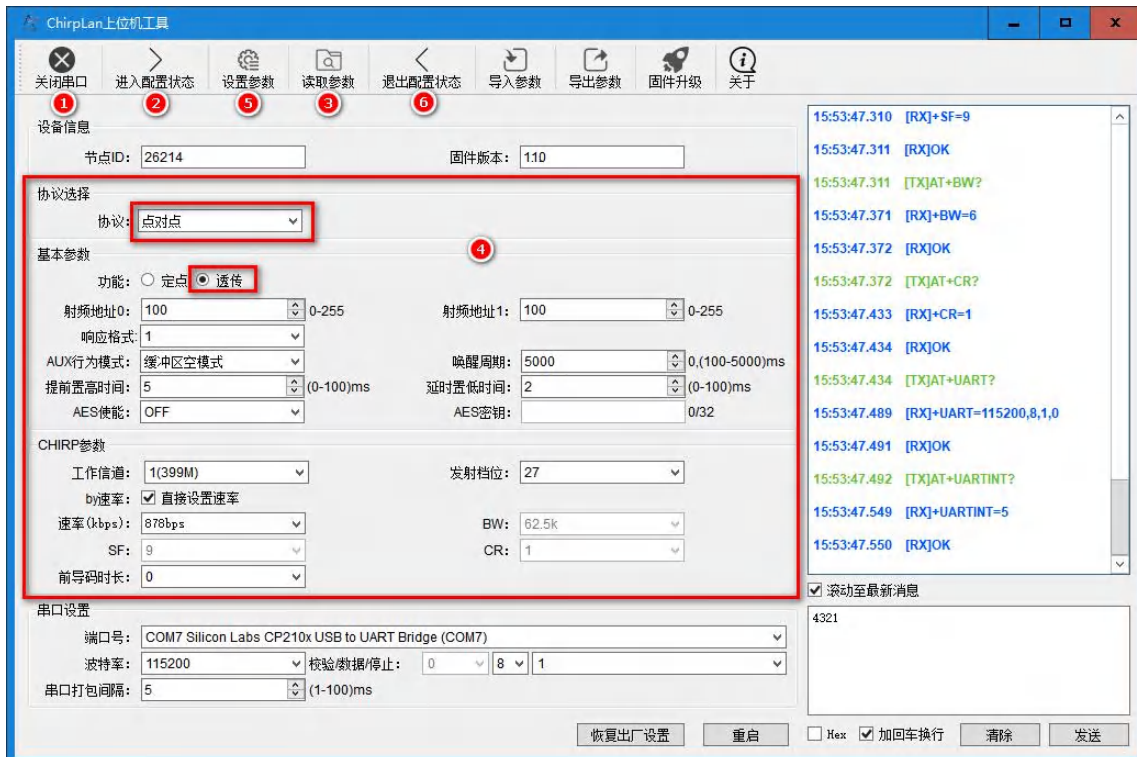 ChirpLan上位机工具
关闭串口 进入配置状态 设置参数 读取参数 退出配置状态 导入参数 导出参数 固件升级 关于
1 2 5 3 6
设备信息
节点ID: 26214 固件版本: 1.10
协议选择
协议: 点对点
4
基本参数
功能: 定点 透传
射频地址0: 100 0-255 射频地址1: 100 0-255
响应格式: 1
AUX行为模式: 缓冲区空模式 唤醒周期: 5000 0,(100-5000)ms
提前置高时间: 5 (0-100)ms 延时置低时间: 2 (0-100)ms
AES使能: OFF AES密钥: 0/32
CHIRP参数
工作信道: 1(399M) 发射档位: 27
by速率: 直接设置速率
速率(kbps): 878bps BW: 62.5k
SF: 9 CR: 1
前导码时长: 0
串口设置
端口号: COM7 Silicon Labs CP210x USB to UART Bridge (COM7)
波特率: 115200 校验/数据/停止: 0 8 1
串口打包间隔: 5 (1-100)ms
恢复出厂设置 重启
15:53:47.310 [RX]+SF=9
15:53:47.311 [RX]OK
15:53:47.311 [TX]AT+BW?
15:53:47.371 [RX]+BW=6
15:53:47.372 [RX]OK
15:53:47.372 [TX]AT+CR?
15:53:47.433 [RX]+CR=1
15:53:47.434 [RX]OK
15:53:47.434 [TX]AT+UART?
15:53:47.489 [RX]+UART=115200,8,1,0
15:53:47.491 [RX]OK
15:53:47.492 [TX]AT+UARTINT?
15:53:47.549 [RX]+UARTINT=5
15:53:47.550 [RX]OK
滚动至最新消息
4321
Hex 加回车换行 清除 发送